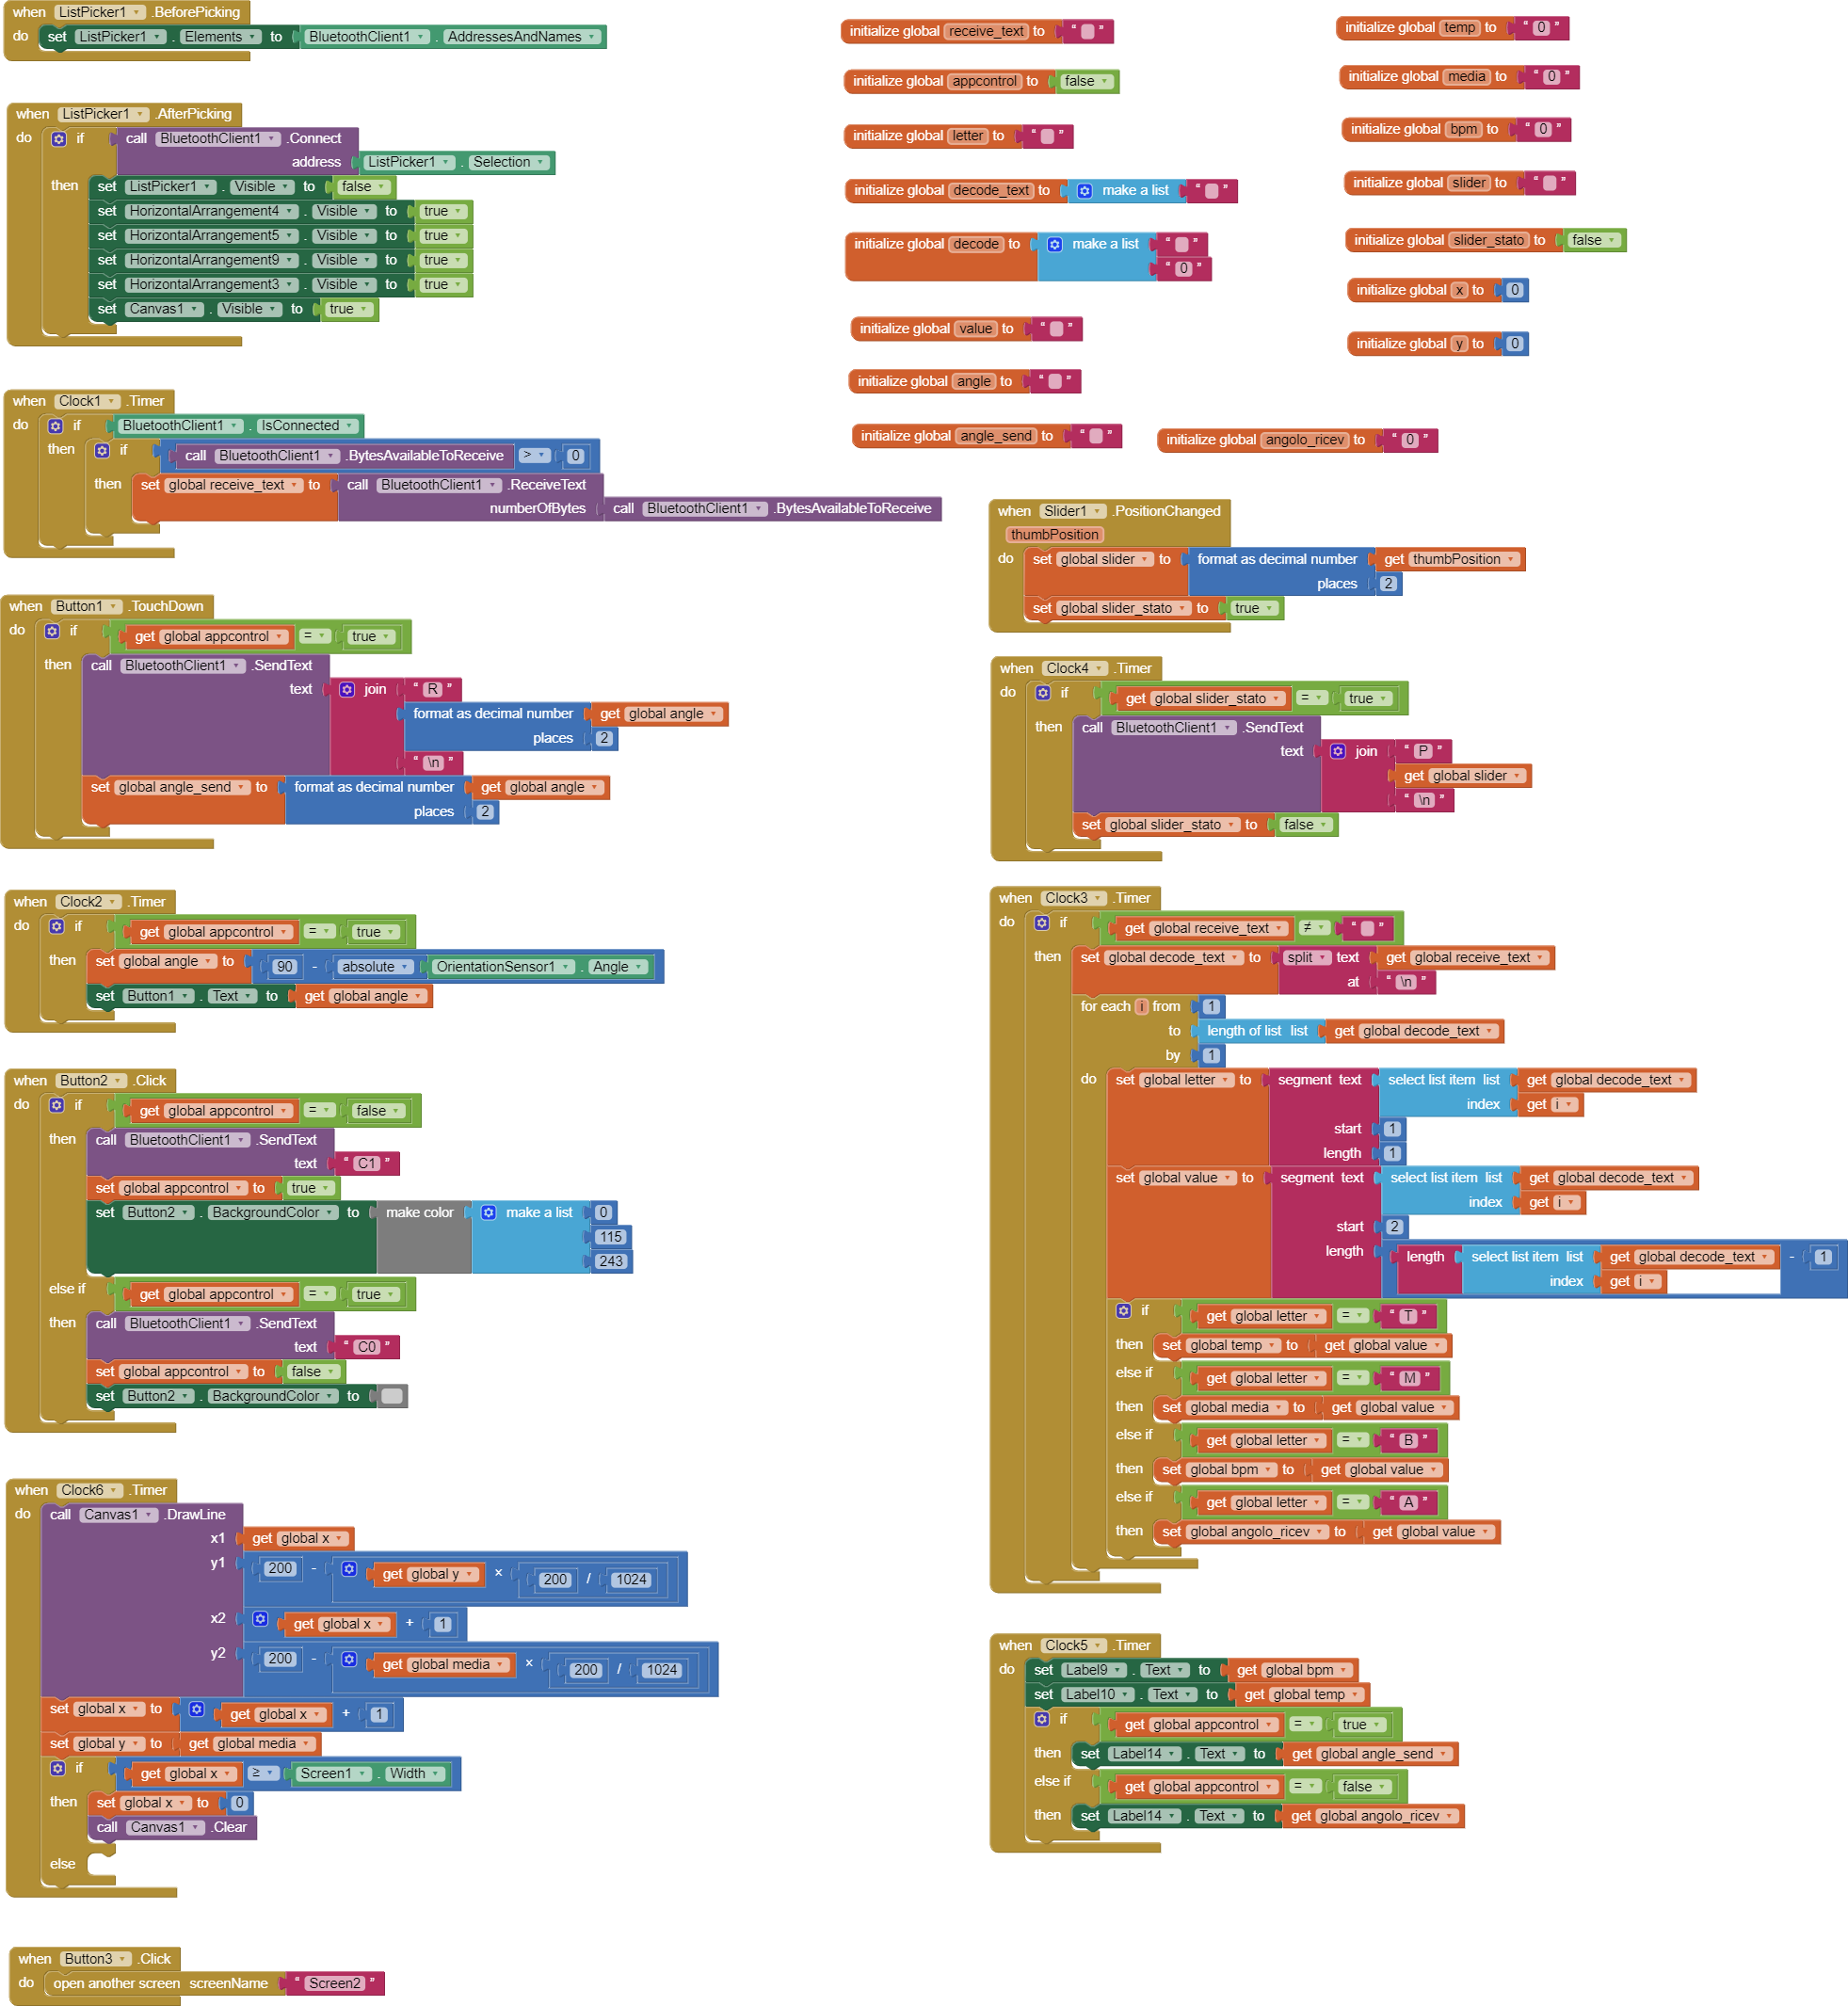 when ListPicker1 .BeforePicking
do set ListPicker1 . Elements to BluetoothClient1 . AddressesAndNames
when ListPicker1 .AfterPicking
do if call BluetoothClient1 .Connect
address ListPicker1 . Selection
then set ListPicker1 . Visible to false
set HorizontalArrangement4 . Visible to true
set HorizontalArrangement5 . Visible to true
set HorizontalArrangement9 . Visible to true
set HorizontalArrangement3 . Visible to true
set Canvas1 . Visible to true
when Clock1 .Timer
do if BluetoothClient1 . IsConnected
then if call BluetoothClient1 .BytesAvailableToReceive > 0
then set global receive_text to call BluetoothClient1 .ReceiveText
numberOfBytes call BluetoothClient1 .BytesAvailableToReceive
when Button1 .TouchDown
do if get global appcontrol = true
then call BluetoothClient1 .SendText
text join " R "
format as decimal number get global angle
places 2
" \n "
set global angle_send to format as decimal number get global angle
places 2
when Clock2 .Timer
do if get global appcontrol = true
then set global angle to 90 - absolute OrientationSensor1 . Angle
set Button1 . Text to get global angle
when Button2 .Click
do if get global appcontrol = false
then call BluetoothClient1 .SendText
text " C1 "
set global appcontrol to true
set Button2 . BackgroundColor to make color make a list 0
115
243
else if get global appcontrol = true
then call BluetoothClient1 .SendText
text " C0 "
set global appcontrol to false
set Button2 . BackgroundColor to
when Clock6 .Timer
do call Canvas1 .DrawLine
x1 get global x
y1 200 - get global y × 200 / 1024
x2 get global x + 1
y2 200 - get global media × 200 / 1024
set global x to get global x + 1
set global y to get global media
if get global x ≥ Screen1 . Width
then set global x to 0
call Canvas1 .Clear
else
when Button3 .Click
do open another screen screenName " Screen2 "
initialize global receive_text to " "
initialize global appcontrol to false
initialize global letter to " "
initialize global decode_text to make a list " "
initialize global decode to make a list " "
" 0 "
initialize global value to " "
initialize global angle to " "
initialize global angle_send to " "
initialize global temp to " 0 "
initialize global media to " 0 "
initialize global bpm to " 0 "
initialize global slider to " "
initialize global slider_stato to false
initialize global x to 0
initialize global y to 0
initialize global angolo_ricev to " 0 "
when Slider1 .PositionChanged
thumbPosition
do set global slider to format as decimal number get thumbPosition
places 2
set global slider_stato to true
when Clock4 .Timer
do if get global slider_stato = true
then call BluetoothClient1 .SendText
text join " P "
get global slider
" \n "
set global slider_stato to false
when Clock3 .Timer
do if get global receive_text ≠ " "
then set global decode_text to split text get global receive_text
at " \n "
for each i from 1
to length of list list get global decode_text
by 1
do set global letter to segment text select list item list get global decode_text
index get i
start 1
length 1
set global value to segment text select list item list get global decode_text
index get i
start 2
length length select list item list get global decode_text - 1
index get i
if get global letter = " T "
then set global temp to get global value
else if get global letter = " M "
then set global media to get global value
else if get global letter = " B "
then set global bpm to get global value
else if get global letter = " A "
then set global angolo_ricev to get global value
when Clock5 .Timer
do set Label9 . Text to get global bpm
set Label10 . Text to get global temp
if get global appcontrol = true
then set Label14 . Text to get global angle_send
else if get global appcontrol = false
then set Label14 . Text to get global angolo_ricev